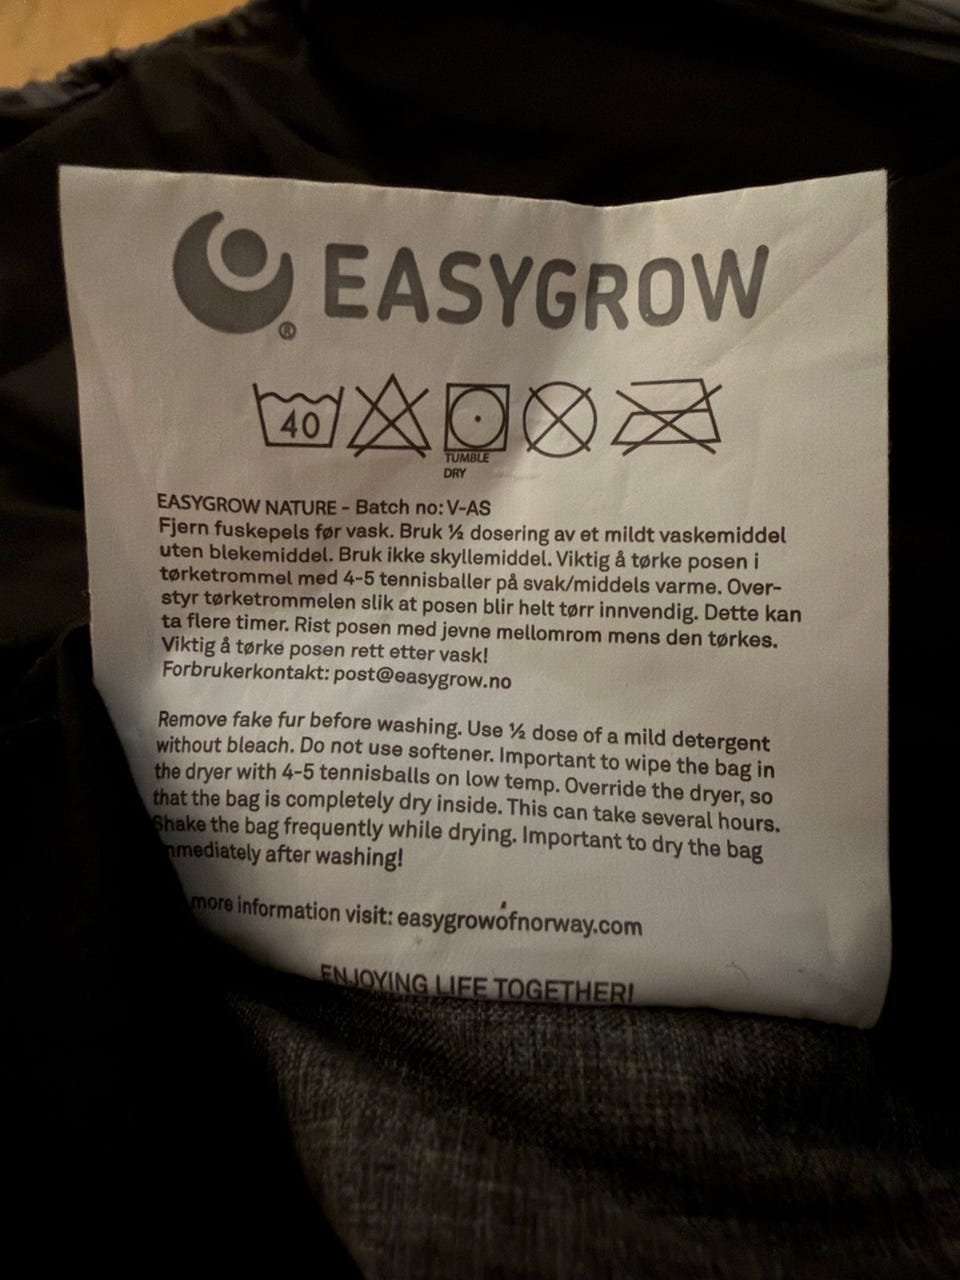 EASYGROW
®
40
TUMBLE
DRY
EASYGROW NATURE - Batch no: V-AS
Fjern fuskepels før vask. Bruk ½ dosering av et mildt vaskemiddel
uten blekemiddel. Bruk ikke skyllemiddel. Viktig å tørke posen i
tørketrommel med 4-5 tennisballer på svak/middels varme. Over-
styr tørketrommelen slik at posen blir helt tørr innvendig. Dette kan
ta flere timer. Rist posen med jevne mellomrom mens den tørkes.
Viktig å tørke posen rett etter vask!
Forbrukerkontakt: post@easygrow.no
Remove fake fur before washing. Use ½ dose of a mild detergent
without bleach. Do not use softener. Important to wipe the bag in
the dryer with 4-5 tennisballs on low temp. Override the dryer, so
that the bag is completely dry inside. This can take several hours.
Shake the bag frequently while drying. Important to dry the bag
mmediately after washing!
more information visit: easygrowofnorway.com
ENJOYING LIFE TOGETHER!